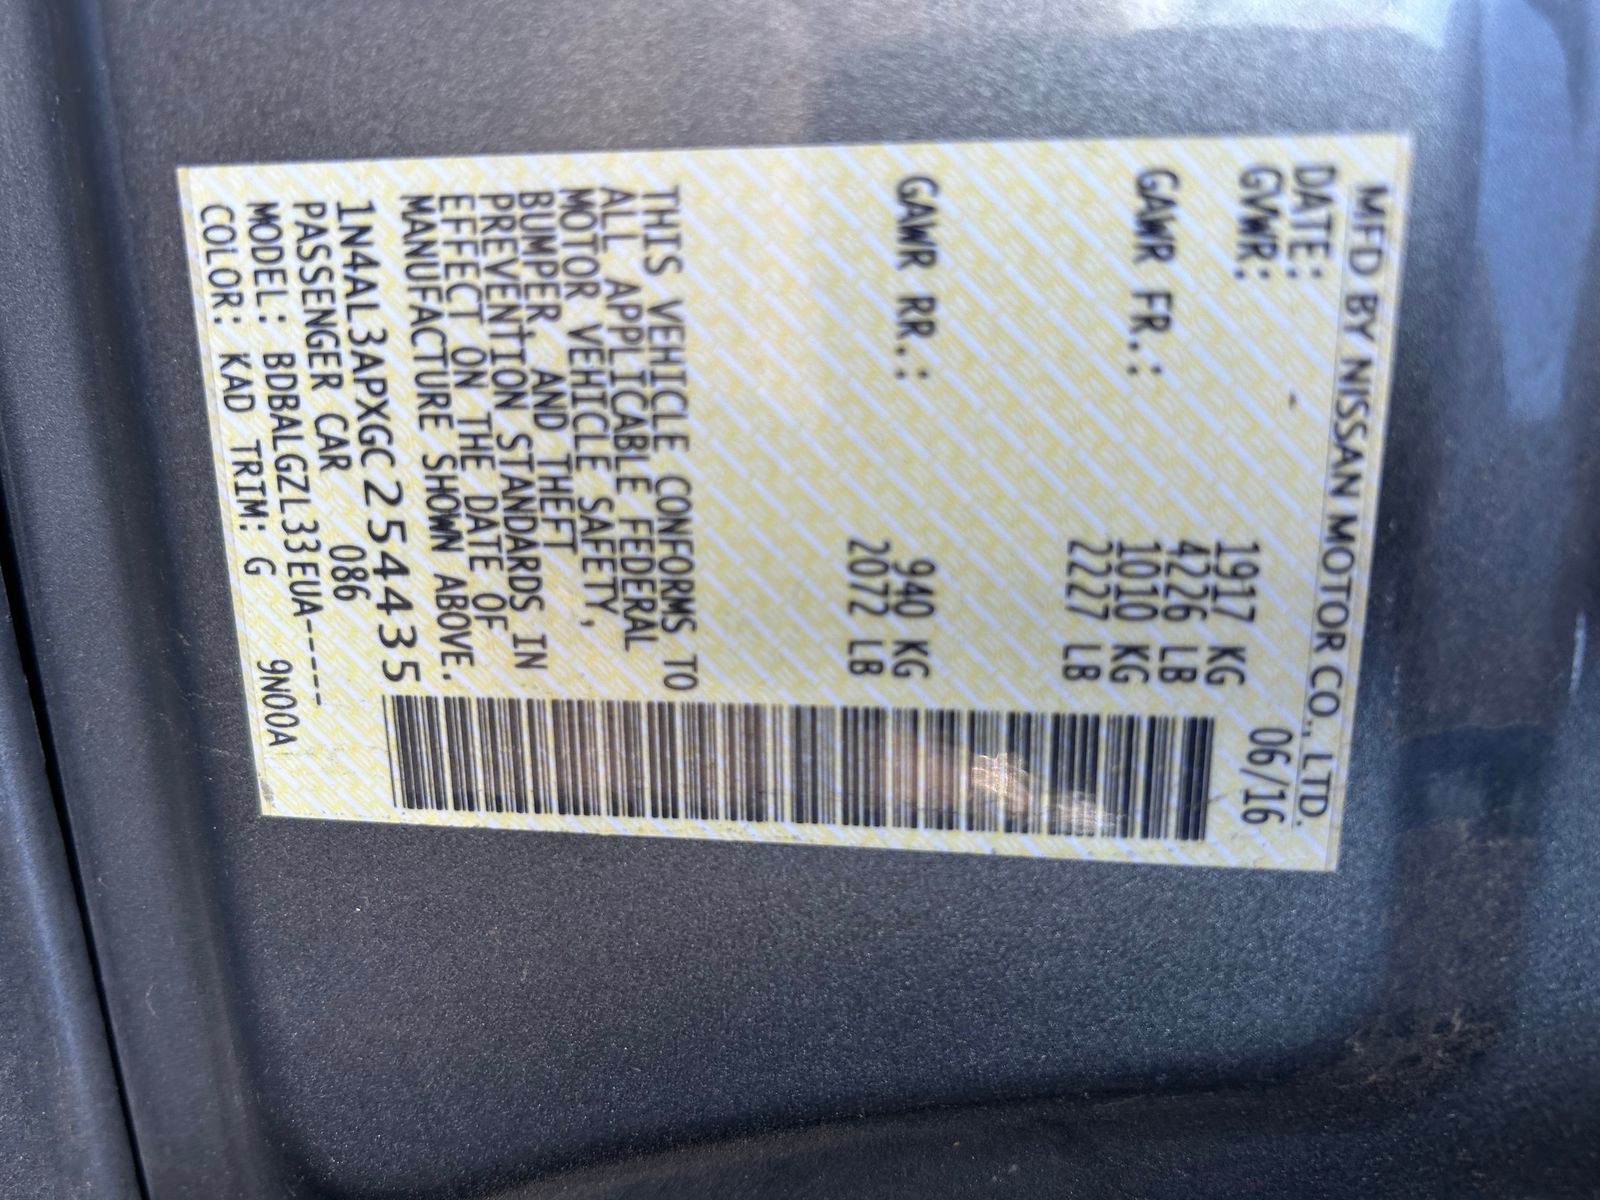 MFD BY NISSAN MOTOR CO., LTD.
DATE: 06/16
GVWR: 1917 KG
4226 LB
GAWR FR.: 1010 KG
2227 LB
GAWR RR.: 940 KG
2072 LB
THIS VEHICLE CONFORMS TO
ALL APPLICABLE FEDERAL
MOTOR VEHICLE SAFETY,
BUMPER, AND THEFT
PREVENTION STANDARDS IN
EFFECT ON THE DATE OF
MANUFACTURE SHOWN ABOVE.
1N4AL3APXGC254435
PASSENGER CAR 086
MODEL: BDBALGZL33EUA------
COLOR: KAD TRIM: G 9N00A